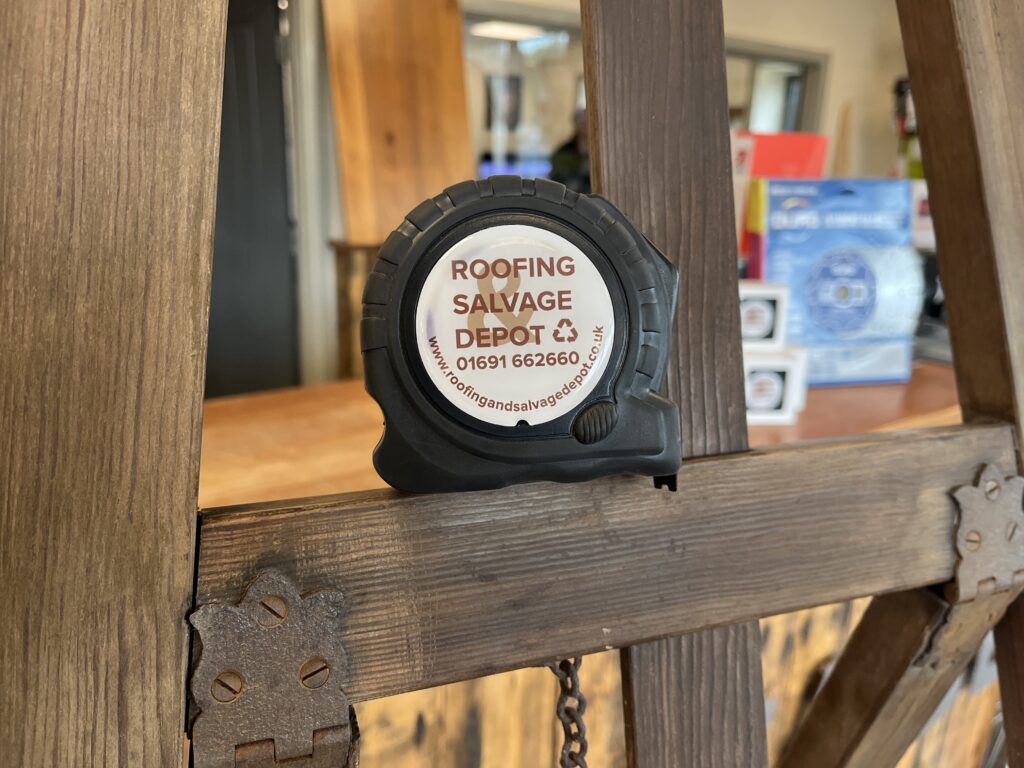 ROOFING
&
SALVAGE
DEPOT
01691 662660
www.roofingandsalvagedepot.co.uk